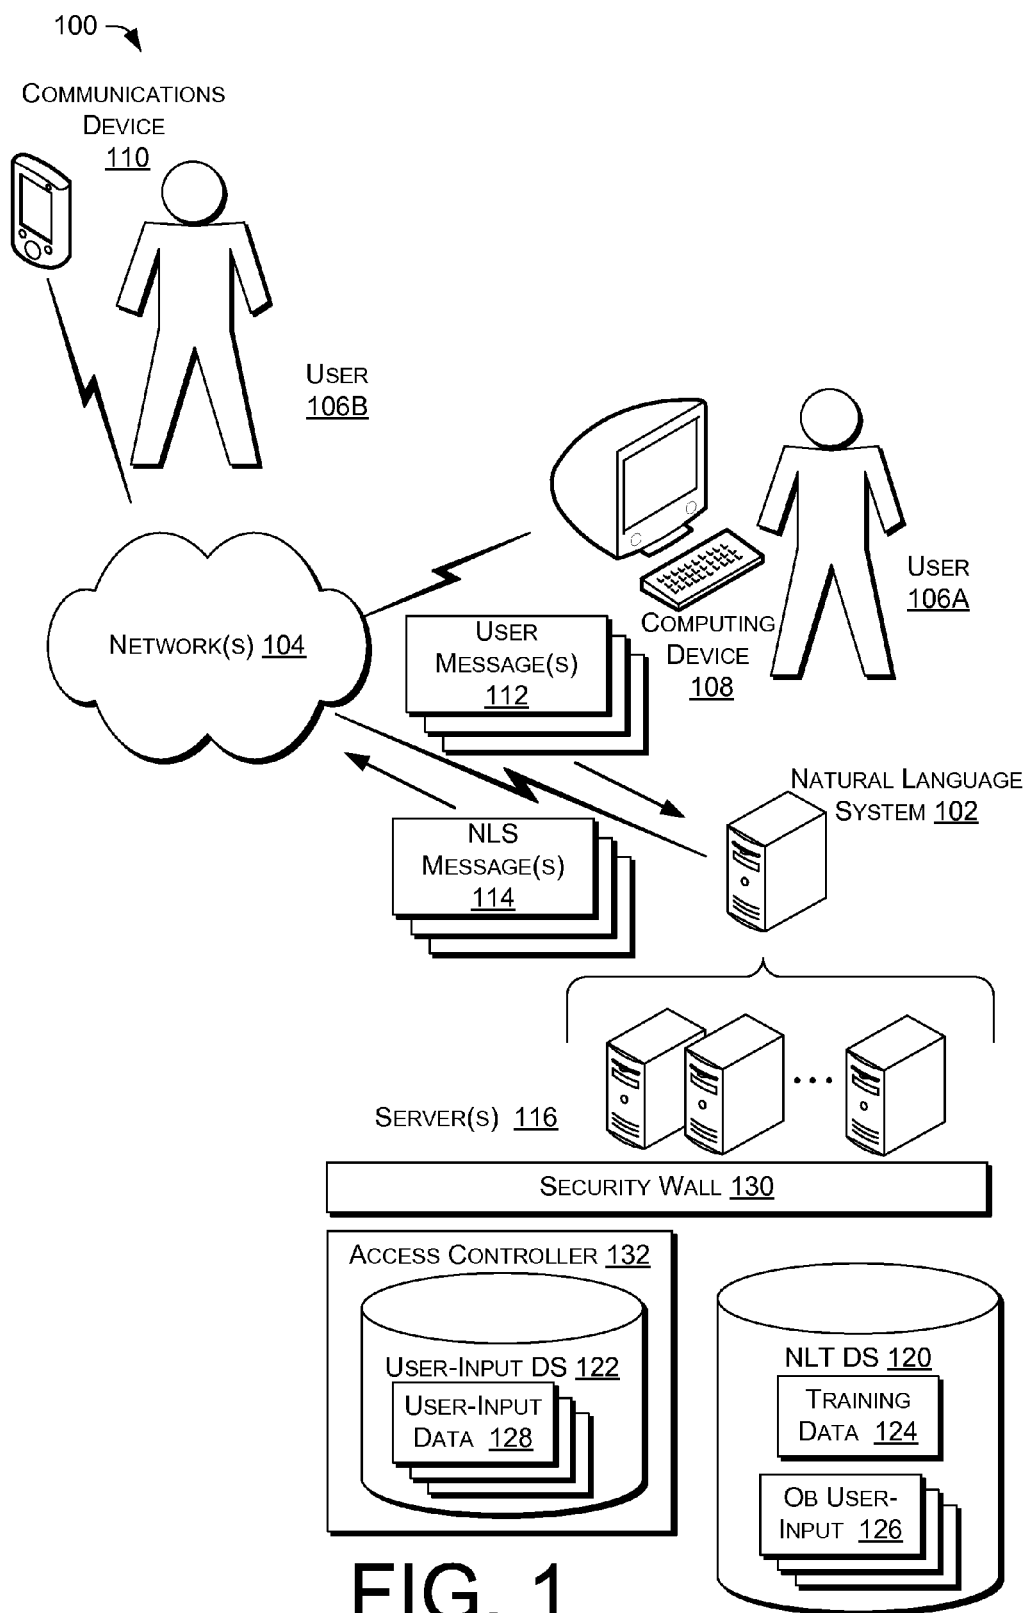 100
COMMUNICATIONS
DEVICE
110
USER
106B
USER
106A
COMPUTING
DEVICE
108
NETWORK(S) 104
USER
MESSAGE(S)
112
NATURAL LANGUAGE
SYSTEM 102
NLS
MESSAGE(S)
114
SERVER(S) 116
SECURITY WALL 130
ACCESS CONTROLLER 132
USER-INPUT DS 122
USER-INPUT
DATA 128
NLT DS 120
TRAINING
DATA 124
OB USER-
INPUT 126
FIG. 1